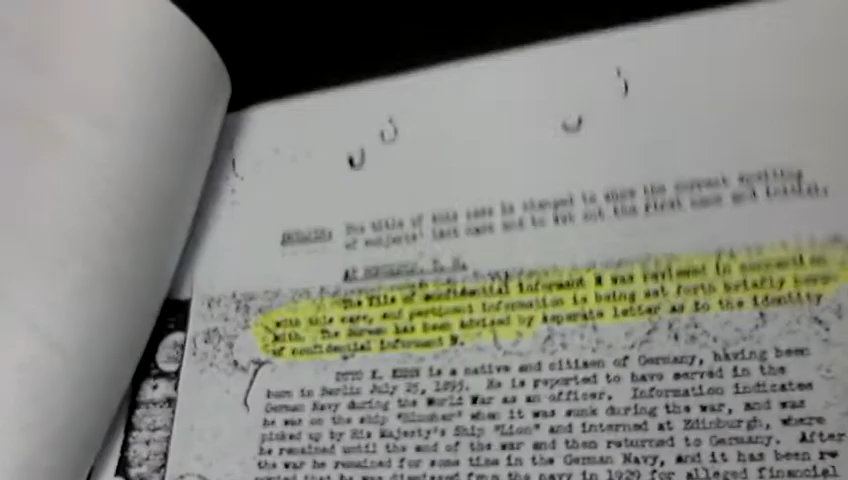 DETAILS: The title of this case is changed to show the correct spelling
of subjects' last name and to set out the first name and initial.
AT
The file of confidential informant N was reviewed in connection
with this case, and pertinent information is being set forth briefly here-
with. The Bureau has been advised by separate letter as to the identity
of confidential informant N.
OTTO is a native and citizen of Germany, having been
born in Berlin July 25, 1893. He is reported to have served in the
German Navy during the World War as an officer. Information indicates
he was on the ship "Blucher" when it was sunk during the war, and was
picked up by His Majesty's Ship "Lion" and interned at Edinburgh, where
he remained until the end of the war and then returned to Germany. After
the war he remained for some time in the German Navy, and it has been re
ported that he was dismissed from the navy in 1920 for alleged financial